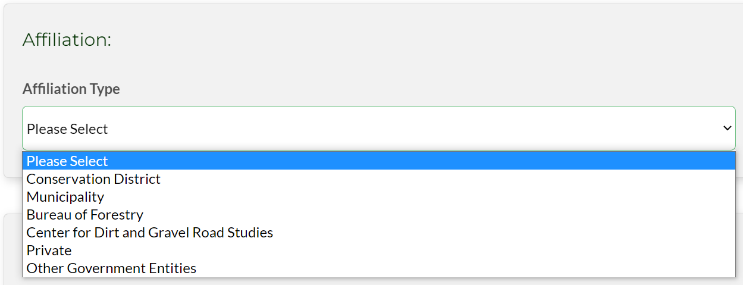 Affiliation:
Affiliation Type
Please Select
Please Select
Conservation District
Municipality
Bureau of Forestry
Center for Dirt and Gravel Road Studies
Private
Other Government Entities